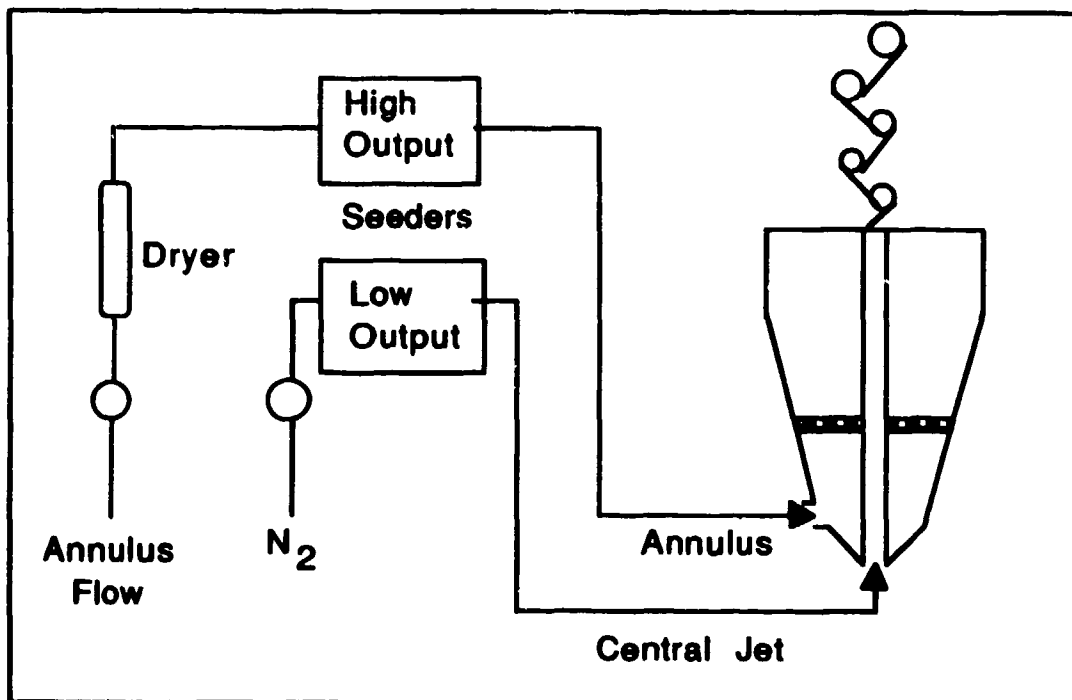 High
Output
Seeders
Dryer
Low
Output
Annulus
Flow
N2
Annulus
Central Jet